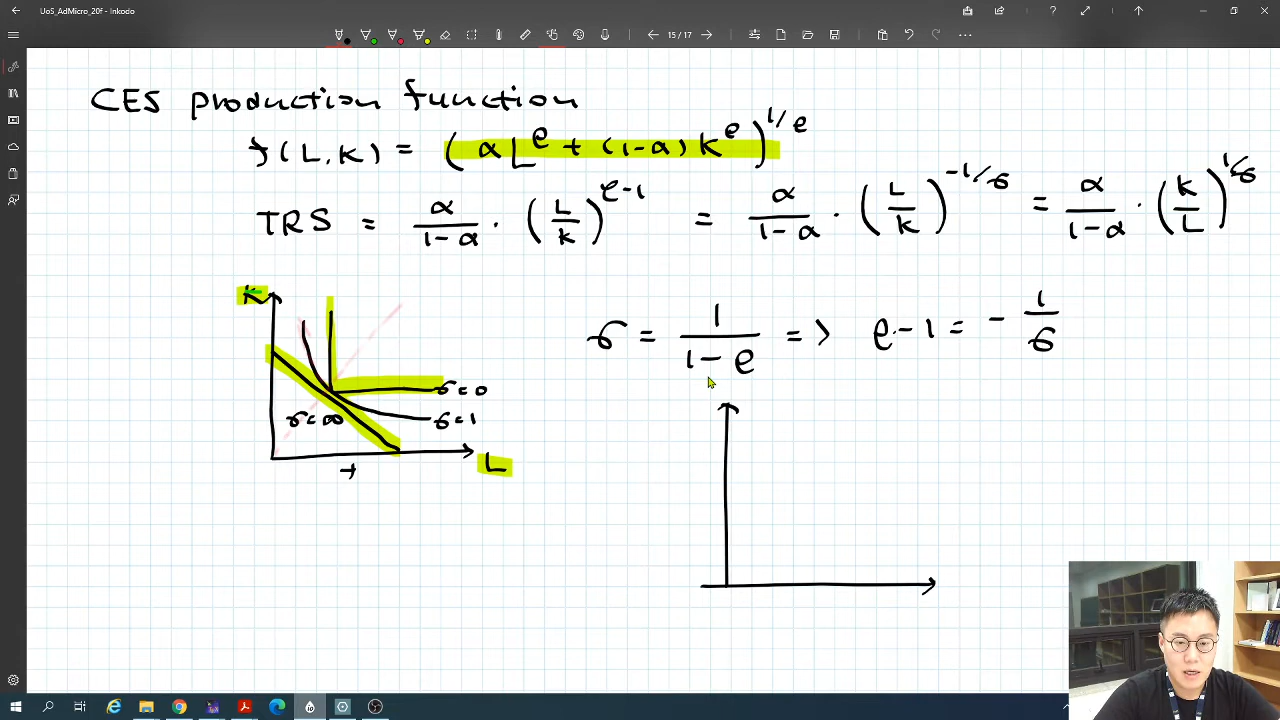 UoS_AdMicro_20f - Inkodo
15 / 17
CES production function
f(L,K) = (αL^ρ + (1-α)K^ρ)^1/ρ
TRS = α/1-α · (L/K)^ρ-1 = α/1-α · (L/K)^-1/σ = α/1-α · (K/L)^1/σ
K
σ = 1/1-ρ => ρ-1 = - 1/σ
σ=0
σ=∞
σ=1
L